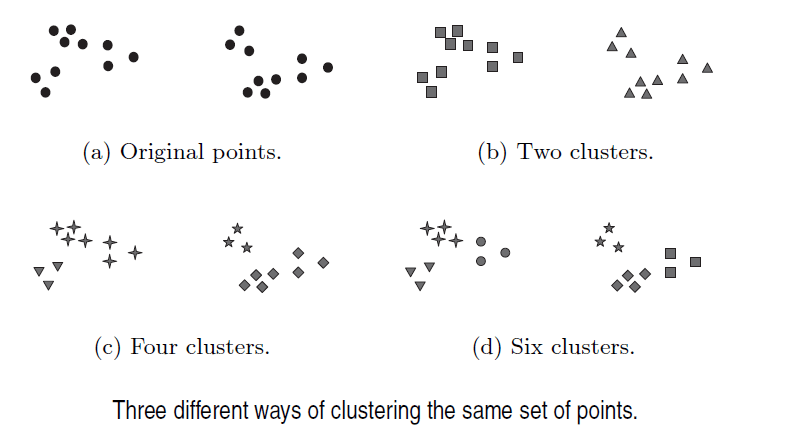 (a) Original points.
(b) Two clusters.
(c) Four clusters.
(d) Six clusters.
Three different ways of clustering the same set of points.